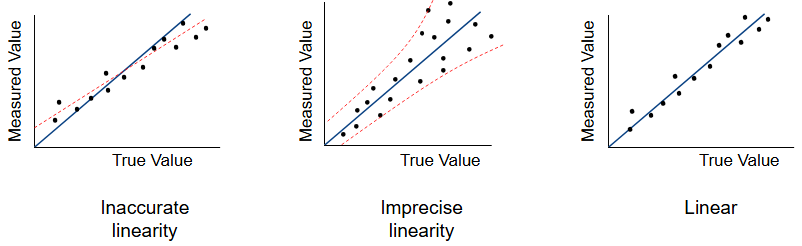 Measured Value
True Value
Inaccurate
linearity
Measured Value
True Value
Imprecise
linearity
Measured Value
True Value
Linear